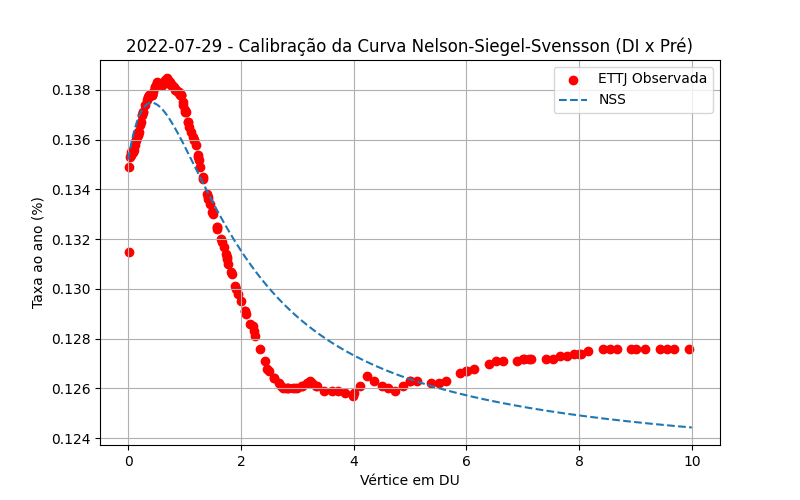 2022-07-29 - Calibração da Curva Nelson-Siegel-Svensson (DI x Pré)
ETTJ Observada
NSS
Taxa ao ano (%)
0.138
0.136
0.134
0.132
0.130
0.128
0.126
0.124
0 2 4 6 8 10
Vértice em DU